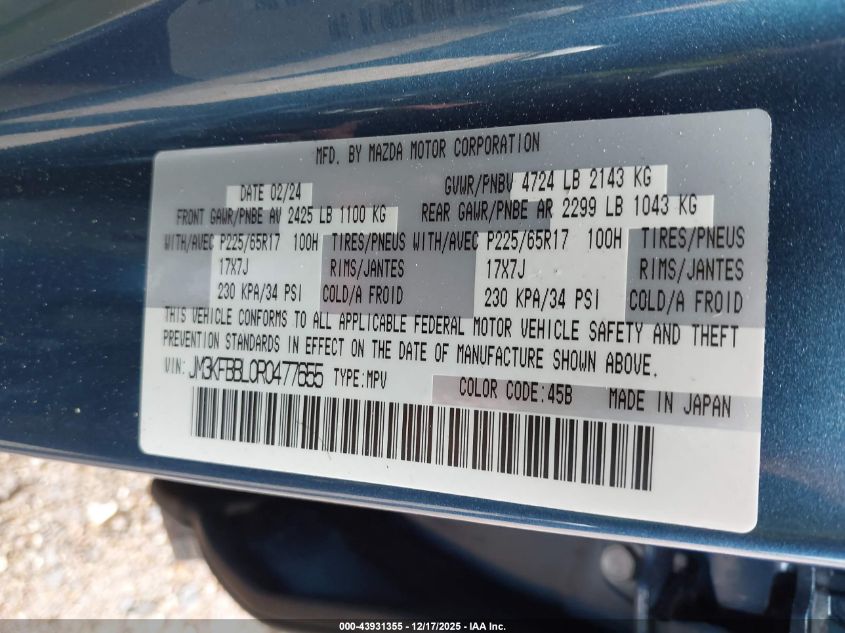 MFD. BY MAZDA MOTOR CORPORATION
DATE 02/24 GVWR/PNBV 4724 LB 2143 KG
FRONT GAWR/PNBE AV 2425 LB 1100 KG REAR GAWR/PNBE AR 2299 LB 1043 KG
WITH/AVEC P225/65R17 100H TIRES/PNEUS WITH/AVEC P225/65R17 100H TIRES/PNEUS
17X7J RIMS/JANTES 17X7J RIMS/JANTES
230 KPA/34 PSI COLD/A FROID 230 KPA/34 PSI COLD/A FROID
THIS VEHICLE CONFORMS TO ALL APPLICABLE FEDERAL MOTOR VEHICLE SAFETY AND THEFT
PREVENTION STANDARDS IN EFFECT ON THE DATE OF MANUFACTURE SHOWN ABOVE.
VIN: JM3KFBBL0R0477655 TYPE:MPV COLOR CODE:45B MADE IN JAPAN
000-43931355 - 12/17/2025 - IAA Inc.